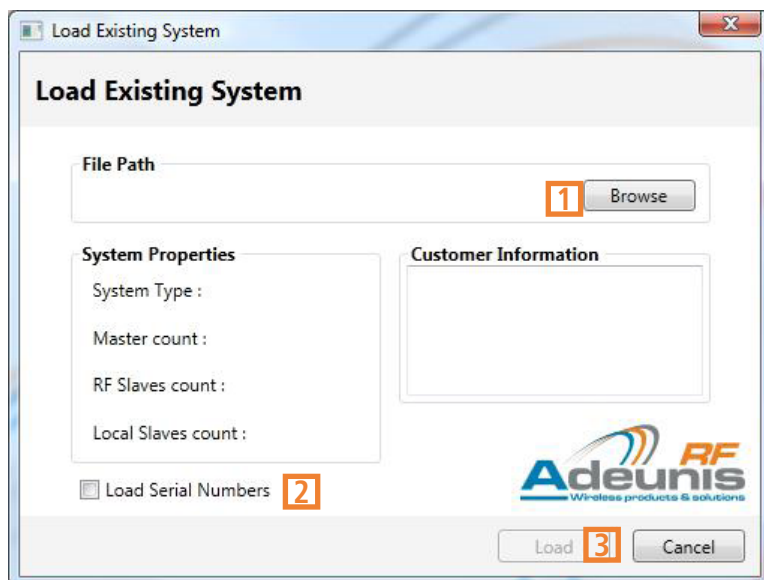 Load Existing System
X
Load Existing System
File Path
1 Browse
System Properties
System Type :
Master count :
RF Slaves count :
Local Slaves count :
Customer Information
Load Serial Numbers 2
Adeunis RF
Wireless products & solutions
Load 3 Cancel